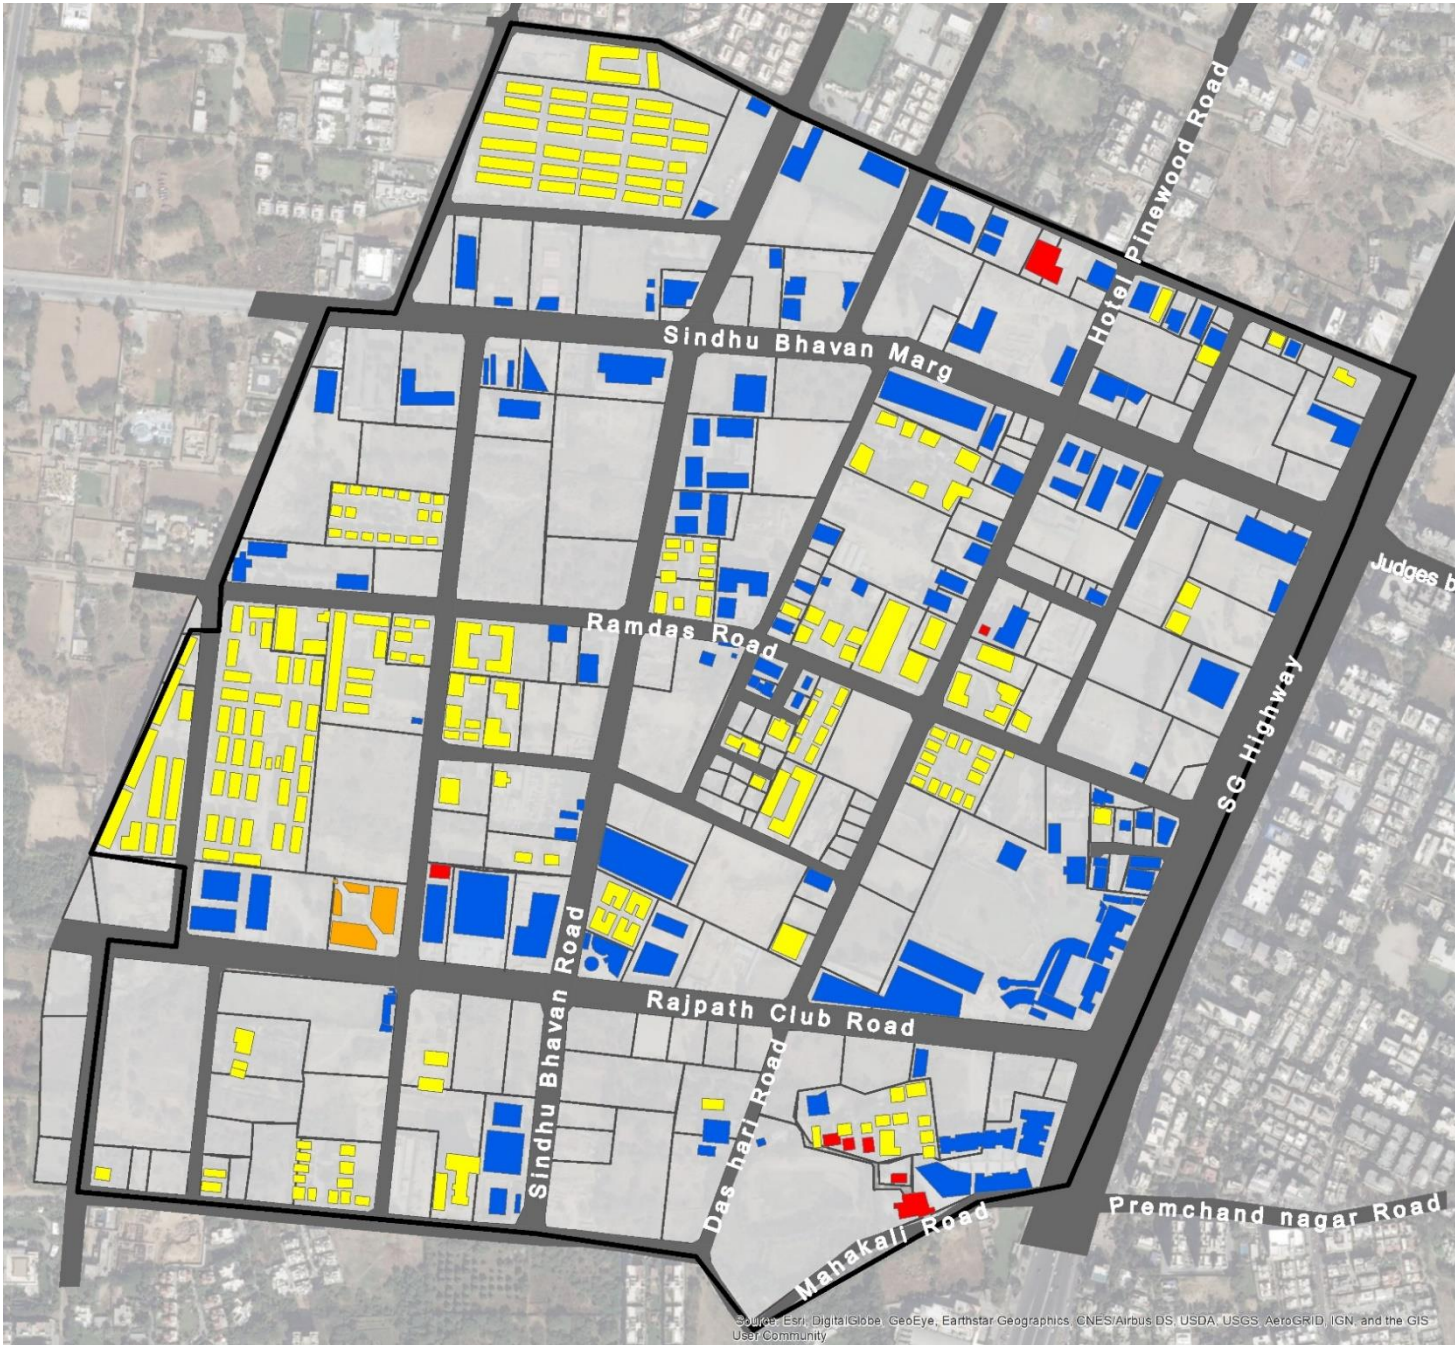 Hotel Pinewood Road
Sindhu Bhavan Marg
Judges b
Ramdas Road
SG Highway
Sindhu Bhavan Road
Rajpath Club Road
Das hari Road
Mahakali Road
Premchand nagar Road
Source: Esri, DigitalGlobe, GeoEye, Earthstar Geographics, CNES/Airbus DS, USDA, USGS, AeroGRID, IGN, and the GIS
User Community